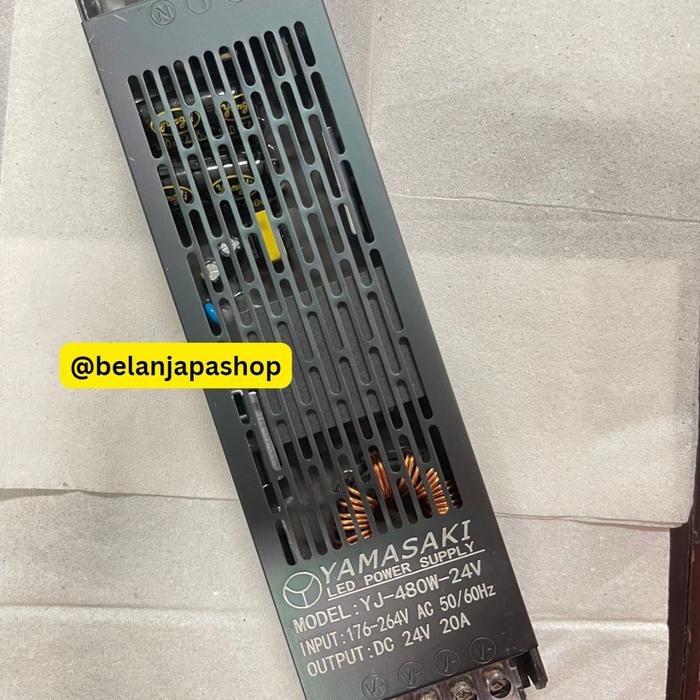 N
@belanjapashop
YAMASAKI
LED POWER SUPPLY
MODEL:YJ-480W-24V
INPUT:176-264V AC 50/60Hz
OUTPUT:DC 24V 20A
V+ V+ V- V-